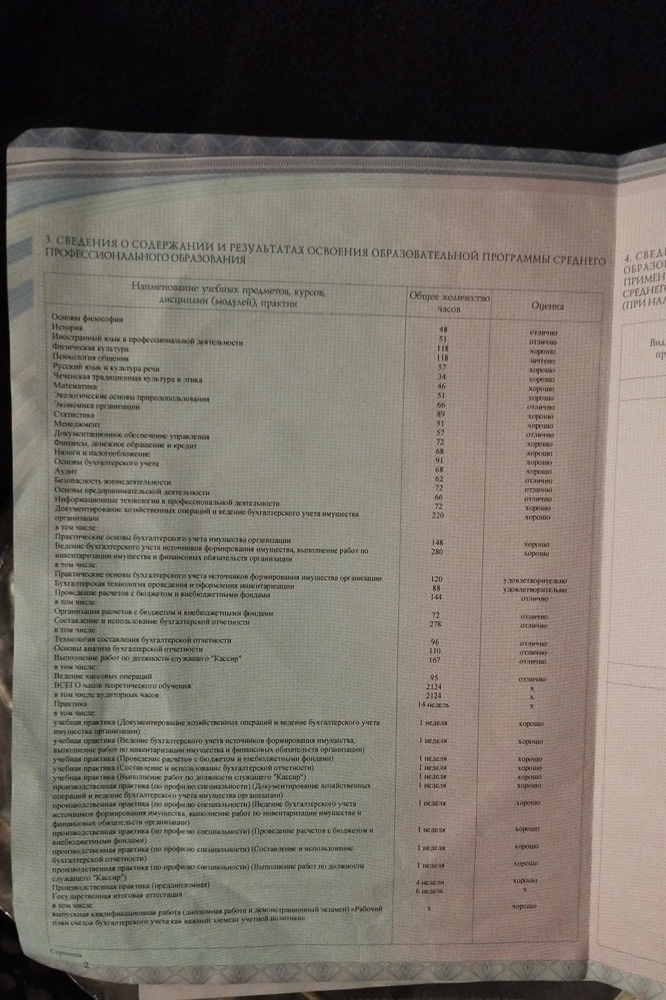 3. СВЕДЕНИЯ О СОДЕРЖАНИИ И РЕЗУЛЬТАТАХ ОСВОЕНИЯ ОБРАЗОВАТЕЛЬНОЙ ПРОГРАММЫ СРЕДНЕГО
ПРОФЕССИОНАЛЬНОГО ОБРАЗОВАНИЯ
Наименование учебных предметов, курсов,
дисциплин (модулей), практик
Общее количество
часов
Оценка
Основы философии 48 отлично
История 51 отлично
Иностранный язык в профессиональной деятельности 118 хорошо
Физическая культура 118 зачтено
Психология общения 57 хорошо
Русский язык и культура речи 34 хорошо
Чеченская традиционная культура и этика 46 хорошо
Математика 51 хорошо
Экологические основы природопользования 66 отлично
Экономика организации 89 хорошо
Статистика 51 хорошо
Менеджмент 57 отлично
Документационное обеспечение управления 72 хорошо
Финансы, денежное обращение и кредит 68 хорошо
Налоги и налогообложение 91 хорошо
Основы бухгалтерского учета 68 хорошо
Аудит 62 отлично
Безопасность жизнедеятельности 72 отлично
Основы предпринимательской деятельности 66 отлично
Информационные технологии в профессиональной деятельности 72 хорошо
Документирование хозяйственных операций и ведение бухгалтерского учета имущества 220 хорошо
организации
в том числе:
Практические основы бухгалтерского учета имущества организации 148 хорошо
Ведение бухгалтерского учета источников формирования имущества, выполнение работ по 280 хорошо
инвентаризации имущества и финансовых обязательств организации
в том числе:
Практические основы бухгалтерского учета источников формирования имущества организации 120 удовлетворительно
Бухгалтерская технология проведения и оформления инвентаризации 88 удовлетворительно
Проведение расчетов с бюджетом и внебюджетными фондами 144 отлично
в том числе:
Организация расчетов с бюджетом и внебюджетными фондами 72 отлично
Составление и использование бухгалтерской отчетности 278 отлично
в том числе:
Технология составления бухгалтерской отчетности 96 отлично
Основы анализа бухгалтерской отчетности 110 отлично
Выполнение работ по должности служащего "Кассир" 167 отлично
в том числе:
Ведение кассовых операций 95 отлично
ВСЕГО часов теоретического обучения: 2124 x
в том числе аудиторных часов: 2124 x
Практика 14 недель x
в том числе:
учебная практика (Документирование хозяйственных операций и ведение бухгалтерского учета 1 неделя хорошо
имущества организации)
учебная практика (Ведение бухгалтерского учета источников формирования имущества, 1 неделя хорошо
выполнение работ по инвентаризации имущества и финансовых обязательств организации)
учебная практика (Проведение расчетов с бюджетом и внебюджетными фондами) 1 неделя хорошо
учебная практика (Составление и использование бухгалтерской отчетности) 1 неделя хорошо
учебная практика (Выполнение работ по должности служащего "Кассир") 1 неделя хорошо
производственная практика (по профилю специальности) (Документирование хозяйственных 1 неделя хорошо
операций и ведение бухгалтерского учета имущества организации)
производственная практика (по профилю специальности) (Ведение бухгалтерского учета 1 неделя хорошо
источников формирования имущества, выполнение работ по инвентаризации имущества и
финансовых обязательств организации)
производственная практика (по профилю специальности) (Проведение расчетов с бюджетом и 1 неделя хорошо
внебюджетными фондами)
производственная практика (по профилю специальности) (Составление и использование 1 неделя хорошо
бухгалтерской отчетности)
производственная практика (по профилю специальности) (Выполнение работ по должности 1 неделя хорошо
служащего "Кассир")
Производственная практика (преддипломная) 4 недели хорошо
Государственная итоговая аттестация 6 недель x
в том числе:
выпускная квалификационная работа (дипломная работа и демонстрационный экзамен) «Рабочий x хорошо
план счетов бухгалтерского учета как важный элемент учетной политики»
Страница
2
4. СВЕД
ОБРАЗО
ПРИМЕН
СРЕДНЕГО
(ПРИ НАЛ
Вид
пр